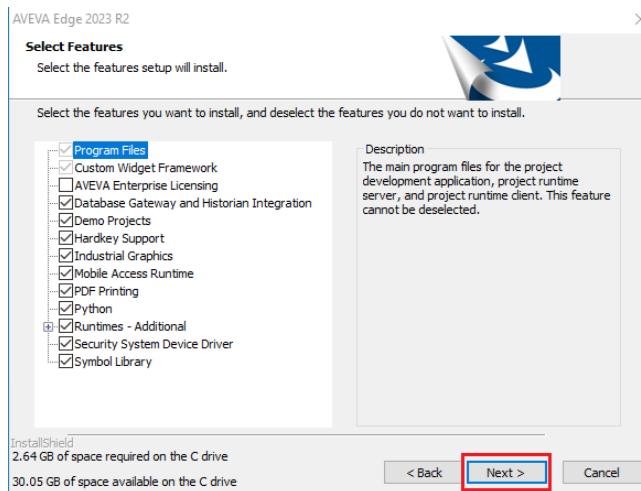 AVEVA Edge 2023 R2
Select Features
Select the features setup will install.
Select the features you want to install, and deselect the features you do not want to install.
Program Files
Custom Widget Framework
AVEVA Enterprise Licensing
Database Gateway and Historian Integration
Demo Projects
Hardkey Support
Industrial Graphics
Mobile Access Runtime
PDF Printing
Python
Runtimes - Additional
Security System Device Driver
Symbol Library
Description
The main program files for the project
development application, project runtime
server, and project runtime client. This feature
cannot be deselected.
InstallShield
2.64 GB of space required on the C drive
30.05 GB of space available on the C drive
< Back
Next >
Cancel